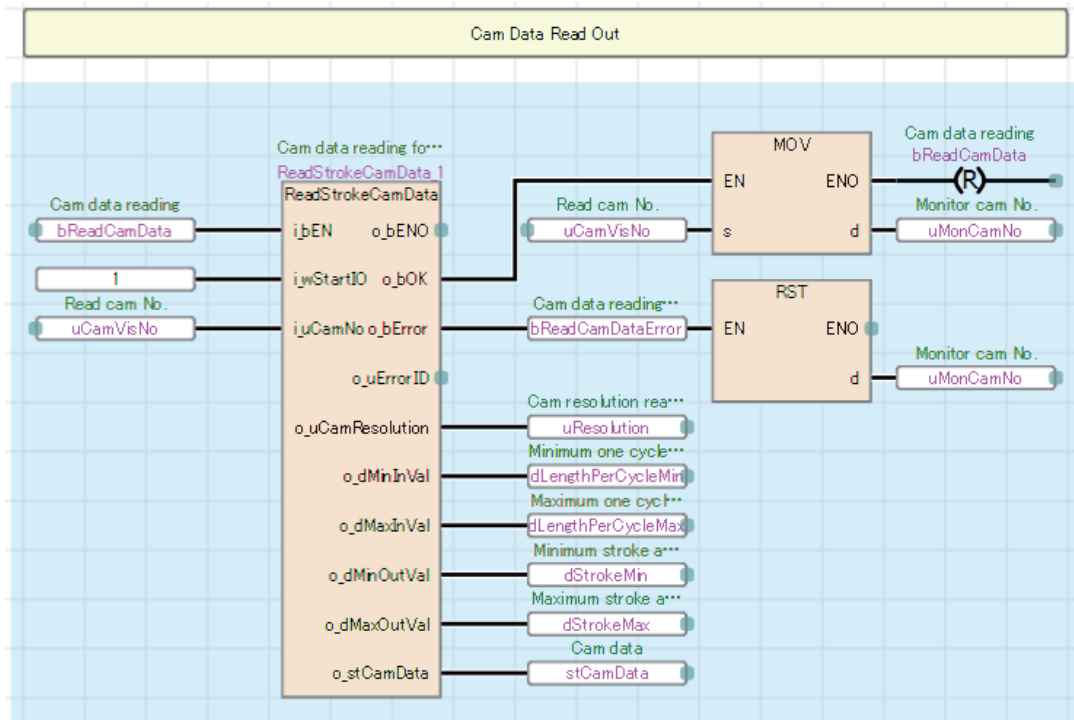 Cam Data Read Out
Cam data reading fo…
ReadStrokeCamData_1
ReadStrokeCamData
Cam data reading
bReadCamData
i_bEN o_bENO
1
i_wStartIO o_bOK
Read cam No.
uCamVisNo
i_uCamNo o_bError
o_uErrorID
o_uCamResolution
o_dMinInVal
o_dMaxInVal
o_dMinOutVal
o_dMaxOutVal
o_stCamData
MOV
EN ENO
s d
Read cam No.
uCamVisNo
Cam data reading
bReadCamData
(R)
Monitor cam No.
uMonCamNo
Cam data reading…
bReadCamDataError
RST
EN ENO
d
Monitor cam No.
uMonCamNo
Cam resolution rea…
uResolution
Minimum one cycle…
dLengthPerCycleMin
Maximum one cycl…
dLengthPerCycleMax
Minimum stroke a…
dStrokeMin
Maximum stroke a…
dStrokeMax
Cam data
stCamData